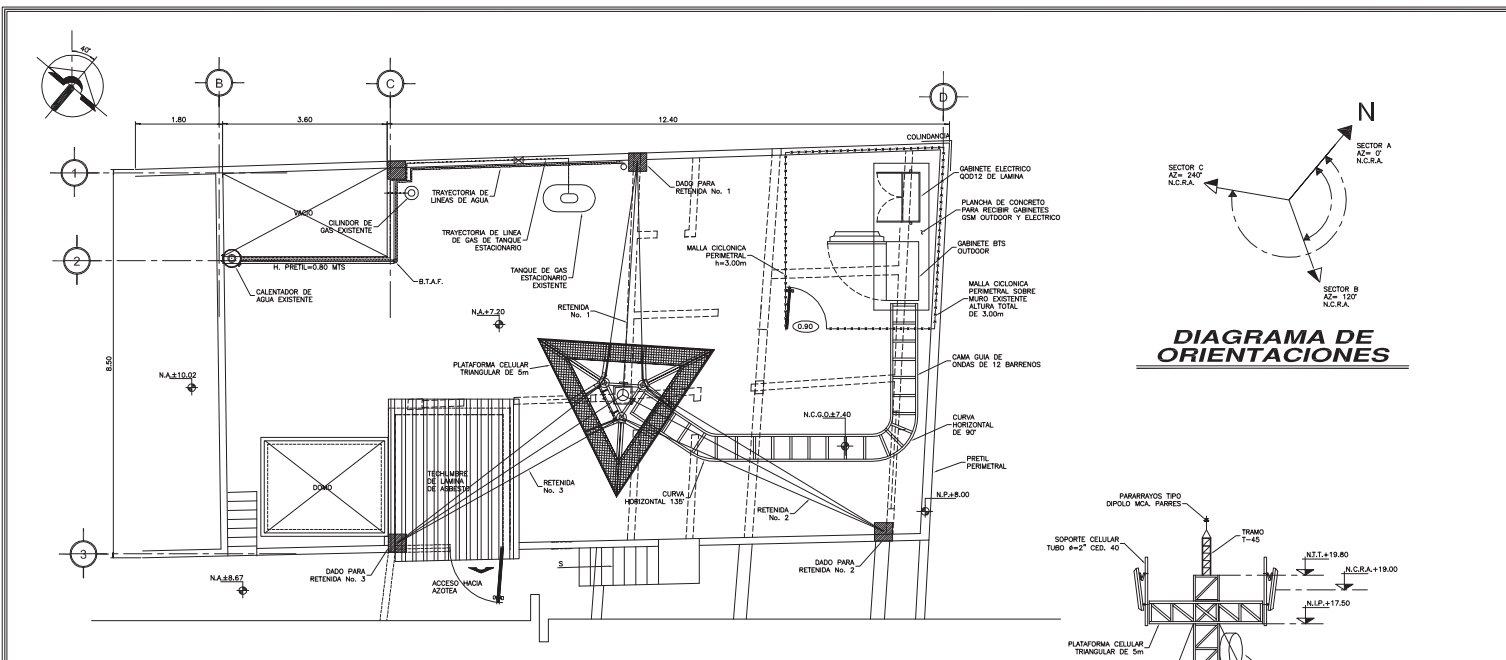 40°
B
C
D
1.80
3.60
12.40
COLINDANCIA
1
2
3
8.50
VACIO
CILINDOR DE
GAS EXISTENTE
TRAYECTORIA DE
LINEAS DE AGUA
TRAYECTORIA DE LINEA
DE GAS DE TANQUE
ESTACIONARIO
TANQUE DE GAS
ESTACIONARIO
EXISTENTE
DADO PARA
RETENIDA No. 1
H. PRETIL=0.80 MTS
B.T.A.F.
CALENTADOR DE
AGUA EXISTENTE
MALLA CICLONICA
PERIMETRAL
h=3.00m
0.90
GABINETE ELECTRICO
QOD12 DE LAMINA
PLANCHA DE CONCRETO
PARA RECIBIR GABINETES
GSM OUTDOOR Y ELECTRICO
GABINETE BTS
OUTDOOR
MALLA CICLONICA
PERIMETRAL SOBRE
MURO EXISTENTE
ALTURA TOTAL
DE 3.00m
RETENIDA
No. 1
N.A.+7.20
N.A.±10.02
PLATAFORMA CELULAR
TRIANGULAR DE 5m
CAMA GUIA DE
ONDAS DE 12 BARRENOS
N.C.G.O.±7.40
CURVA
HORIZONTAL
DE 90°
PRETIL
PERIMETRAL
DOMO
TECHUMBRE
DE LAMINA
DE ASBESTO
RETENIDA
No. 3
CURVA
HORIZONTAL 135°
RETENIDA
No. 2
N.P.+8.00
DADO PARA
RETENIDA No. 3
DADO PARA
RETENIDA No. 2
N.A±8.67
ACCESO HACIA
AZOTEA
S
N
SECTOR A
AZ= 0°
N.C.R.A.
SECTOR C
AZ= 240°
N.C.R.A.
SECTOR B
AZ= 120°
N.C.R.A.
DIAGRAMA DE
ORIENTACIONES
PARARRAYOS TIPO
DIPOLO MCA. PARRES
SOPORTE CELULAR
TUBO ø=2" CED. 40
TRAMO
T-45
N.T.T.+19.80
N.C.R.A.+19.00
N.I.P.+17.50
PLATAFORMA CELULAR
TRIANGULAR DE 5m